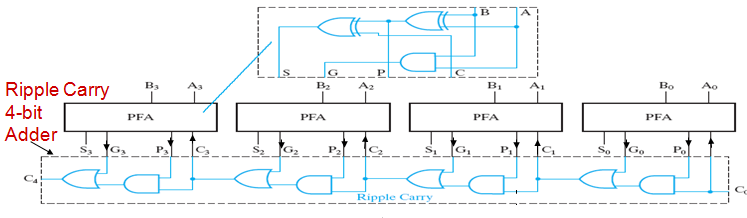 B A
S G P C
Ripple Carry
4-bit
Adder
B3 A3 B2 A2 B1 A1 B0 A0
PFA PFA PFA PFA
S3 G3 P3 C3 S2 G2 P2 C2 S1 G1 P1 C1 S0 G0 P0
C4 C0
Ripple Carry